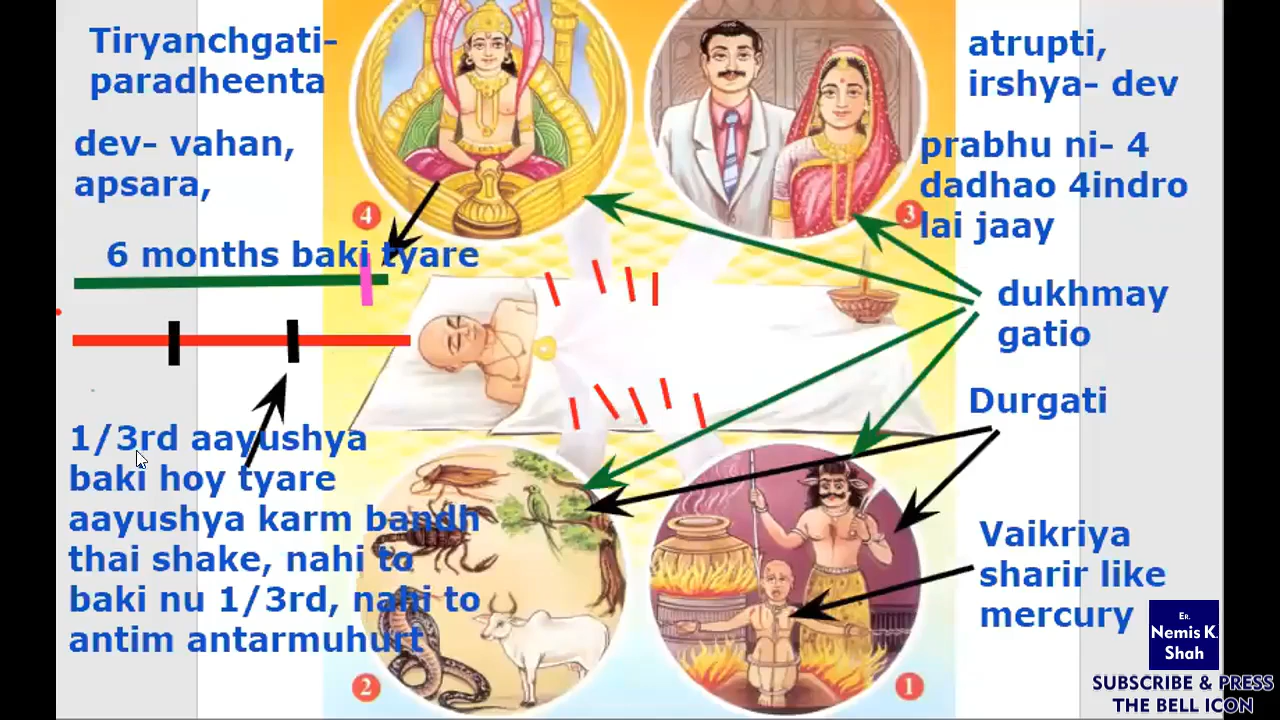 Tiryanchgati-
paradheenta
dev- vahan,
apsara,
6 months baki tyare
1/3rd aayushya
baki hoy tyare
aayushya karm bandh
thai shake, nahi to
baki nu 1/3rd, nahi to
antim antarmuhurt
4
3
2
1
atrupti,
irshya- dev
prabhu ni- 4
dadhao 4indro
lai jaay
dukhmay
gatio
Durgati
Vaikriya
sharir like
mercury
Er.
Nemis K.
Shah
SUBSCRIBE & PRESS
THE BELL ICON